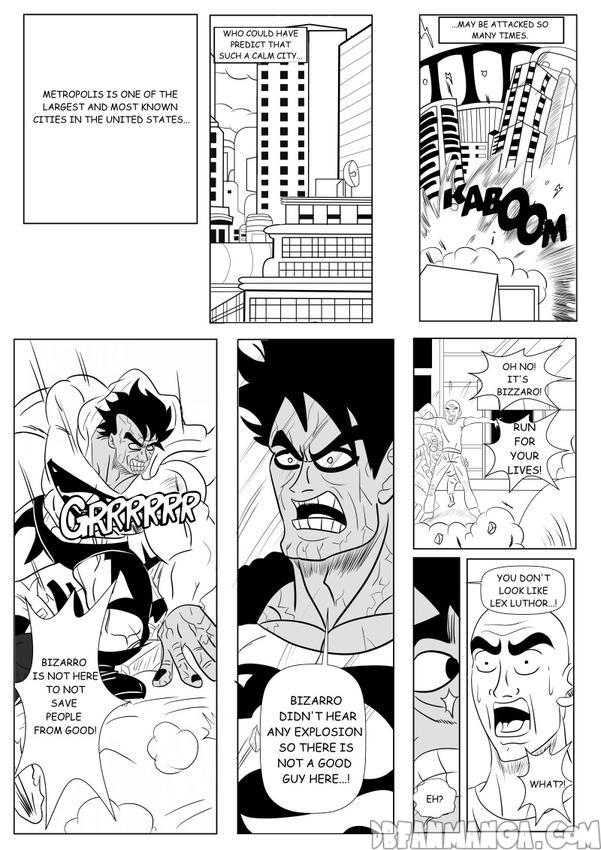 METROPOLIS IS ONE OF THE
LARGEST AND MOST KNOWN
CITIES IN THE UNITED STATES...
WHO COULD HAVE
PREDICT THAT
SUCH A CALM CITY...
...MAY BE ATTACKED SO
MANY TIMES.
KABOOM
GRRRRRR
BIZARRO
IS NOT HERE
TO NOT
SAVE
PEOPLE
FROM GOOD!
BIZARRO
DIDN'T HEAR
ANY EXPLOSION
SO THERE IS
NOT A GOOD
GUY HERE...!
OH NO!
IT'S
BIZZARO!
RUN
FOR
YOUR
LIVES!
EH?
YOU DON'T
LOOK LIKE
LEX LUTHOR...!
WHAT?!
DBFANMANGA.COM